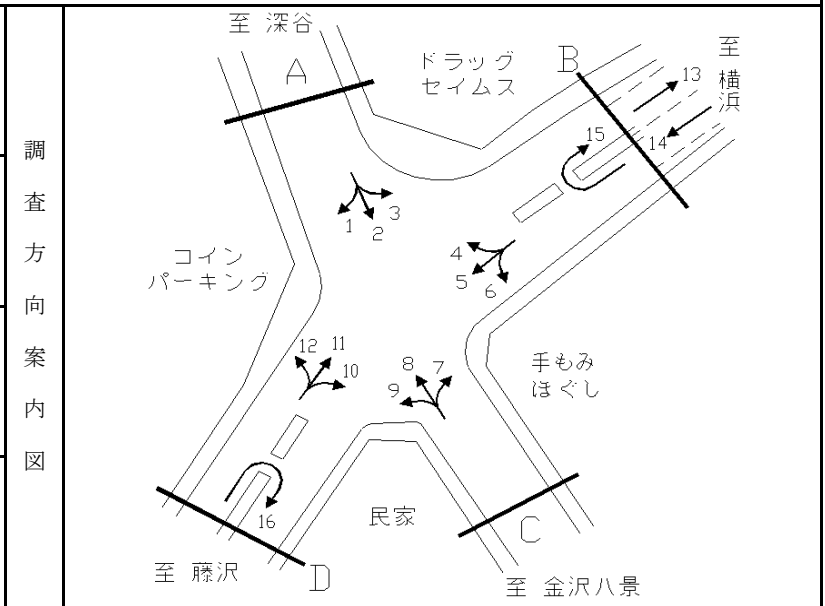 調査方向案内図
至 深谷
A
ドラッグ
セイムス
B
至 横浜
13
14
15
1
2
3
4
5
6
コイン
パーキング
12
11
10
9
8
7
手もみ
ほぐし
16
民家
C
D
至 藤沢
至 金沢八景